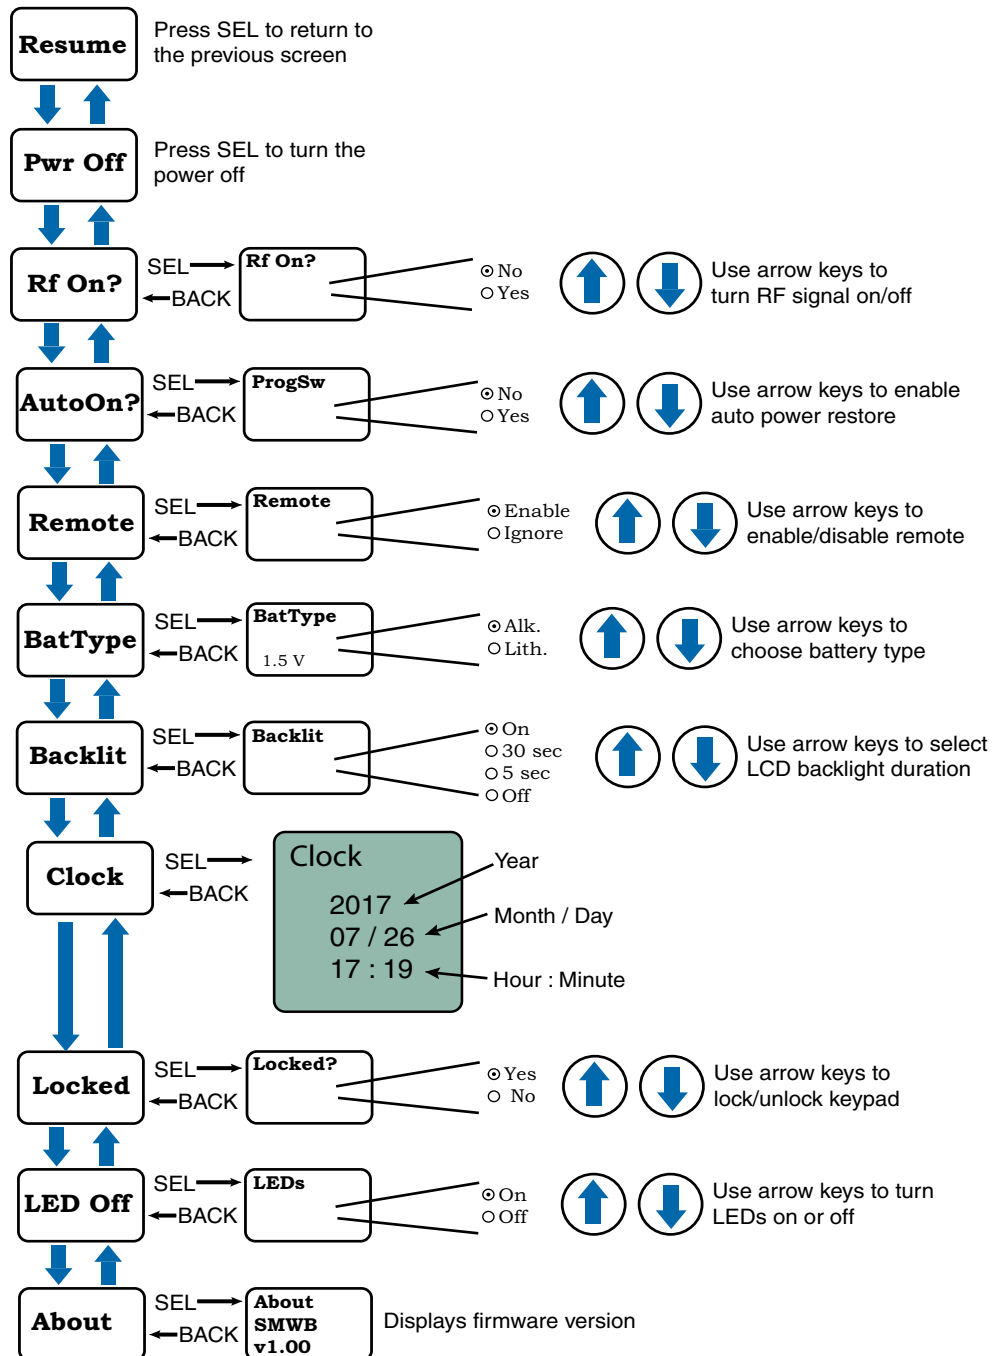 Resume
Press SEL to return to
the previous screen
Pwr Off
Press SEL to turn the
power off
Rf On?
SEL
BACK
Rf On?
No
Yes
Use arrow keys to
turn RF signal on/off
AutoOn?
SEL
BACK
ProgSw
No
Yes
Use arrow keys to enable
auto power restore
Remote
SEL
BACK
Remote
Enable
Ignore
Use arrow keys to
enable/disable remote
BatType
SEL
BACK
BatType
1.5 V
Alk.
Lith.
Use arrow keys to
choose battery type
Backlit
SEL
BACK
Backlit
On
30 sec
5 sec
Off
Use arrow keys to select
LCD backlight duration
Clock
SEL
BACK
Clock
2017
07 / 26
17 : 19
Year
Month / Day
Hour : Minute
Locked
SEL
BACK
Locked?
Yes
No
Use arrow keys to
lock/unlock keypad
LED Off
SEL
BACK
LEDs
On
Off
Use arrow keys to turn
LEDs on or off
About
SEL
BACK
About
SMWB
v1.00
Displays firmware version